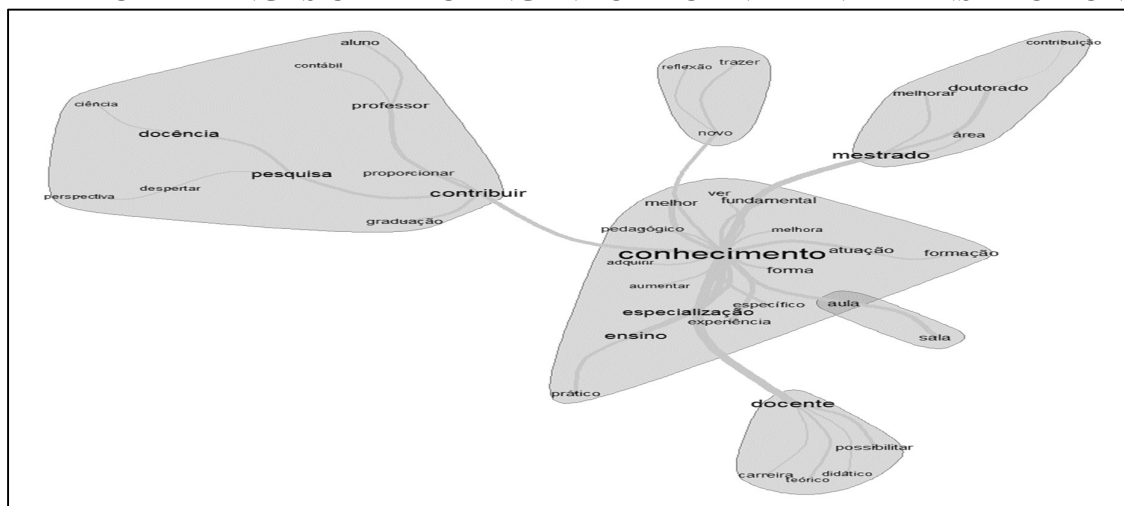 aluno
contábil
ciência
professor
docência
pesquisa
proporcionar
despertar
perspectiva
contribuir
graduação
reflexão
trazer
novo
contribuição
melhorar
doutorado
área
mestrado
ver
melhor
fundamental
pedagógico
melhora
conhecimento
atuação
formação
adquirir
forma
aumentar
especialização
específico
experiência
aula
ensino
sala
prático
docente
possibilitar
carreira
teórico
didático